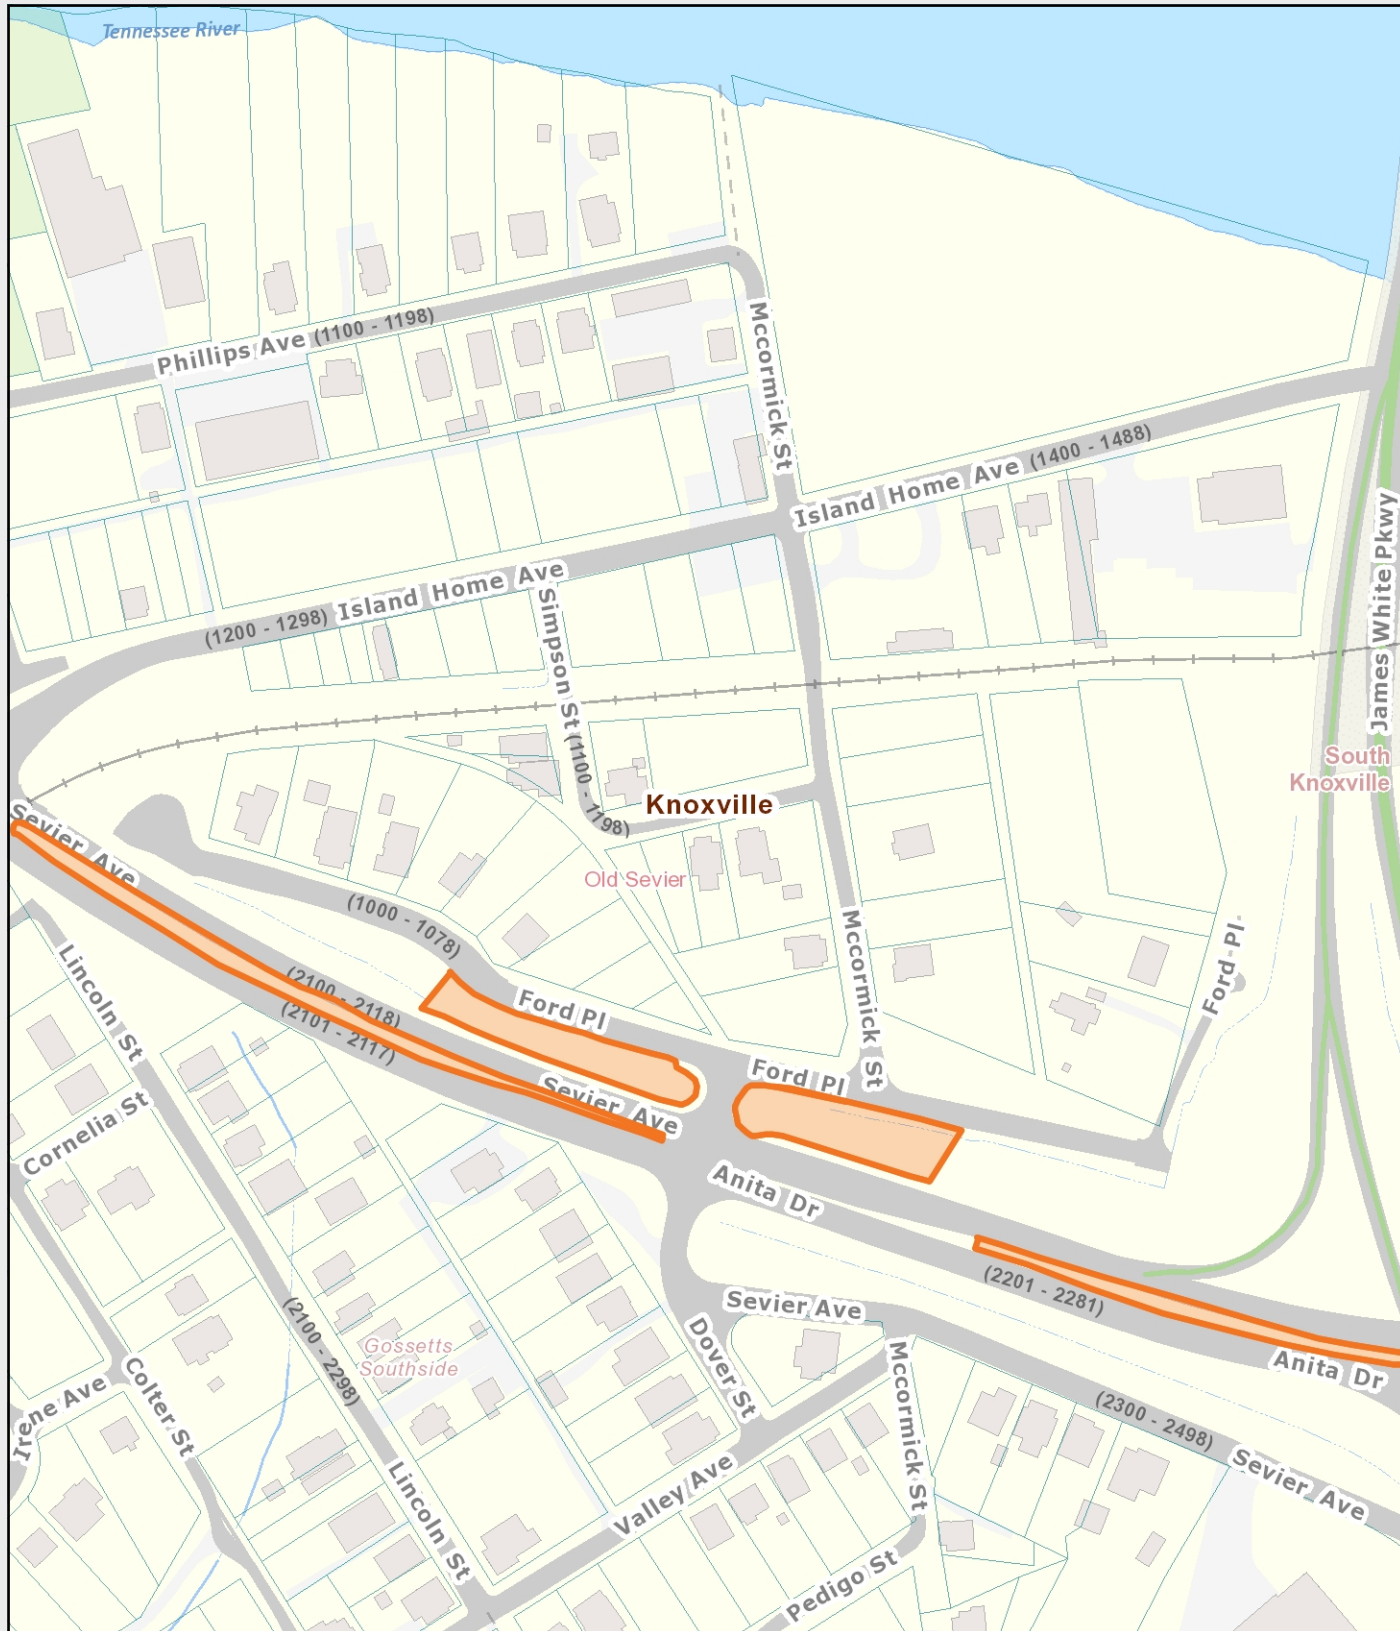 Tennessee River
Phillips Ave (1100 - 1198)
Mccormick St
Island Home Ave (1400 - 1488)
James White Pkwy
(1200 - 1298) Island Home Ave
Simpson St (1100 - 1198)
South
Knoxville
Knoxville
Sevier Ave
Old Sevier
(1000 - 1078)
Mccormick St
Ford Pl
Lincoln St
(2100 - 2118)
(2101 - 2117)
Ford Pl
Ford Pl
Sevier Ave
Cornelia St
Anita Dr
(2201 - 2281)
Sevier Ave
(2100 - 2298)
Gossetts
Southside
Dover St
Mccormick St
Anita Dr
Irene Ave
Colter St
(2300 - 2498)
Sevier Ave
Lincoln St
Valley Ave
Pedigo St